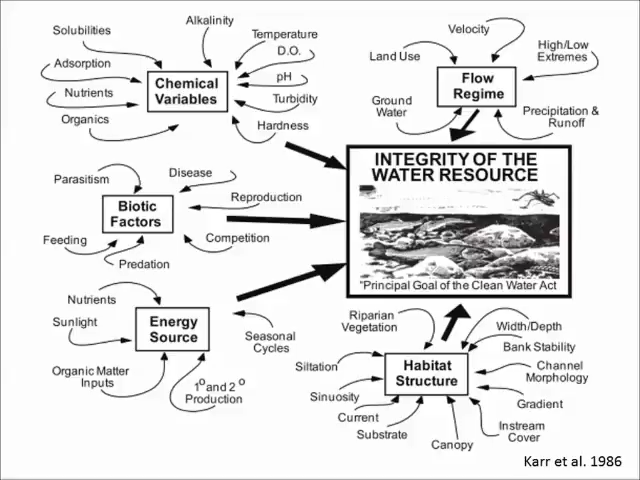 Solubilities
Alkalinity
Temperature
D.O.
Adsorption
Chemical
Variables
pH
Nutrients
Turbidity
Organics
Hardness
Velocity
High/Low
Extremes
Land Use
Flow
Regime
Ground
Water
Precipitation &
Runoff
INTEGRITY OF THE
WATER RESOURCE
"Principal Goal of the Clean Water Act
Parasitism
Disease
Reproduction
Biotic
Factors
Feeding
Competition
Predation
Nutrients
Sunlight
Energy
Source
Seasonal
Cycles
Organic Matter
Inputs
1º and 2º
Production
Riparian
Vegetation
Width/Depth
Bank Stability
Siltation
Habitat
Structure
Channel
Morphology
Sinuosity
Gradient
Current
Substrate
Canopy
Instream
Cover
Karr et al. 1986